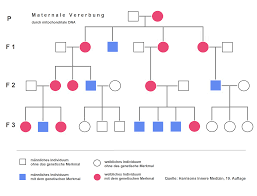 P
Maternale Vererbung
durch mitochondriale DNA
F 1
F 2
F 3
männliches Individuum
ohne das genetische Merkmal
weibliches Individuum
ohne das genetische Merkmal
männliches Individuum
mit dem genetischen Merkmal
weibliches Individuum
mit dem genetischen Merkmal
Quelle: Harrisons Innere Medizin, 19. Auflage